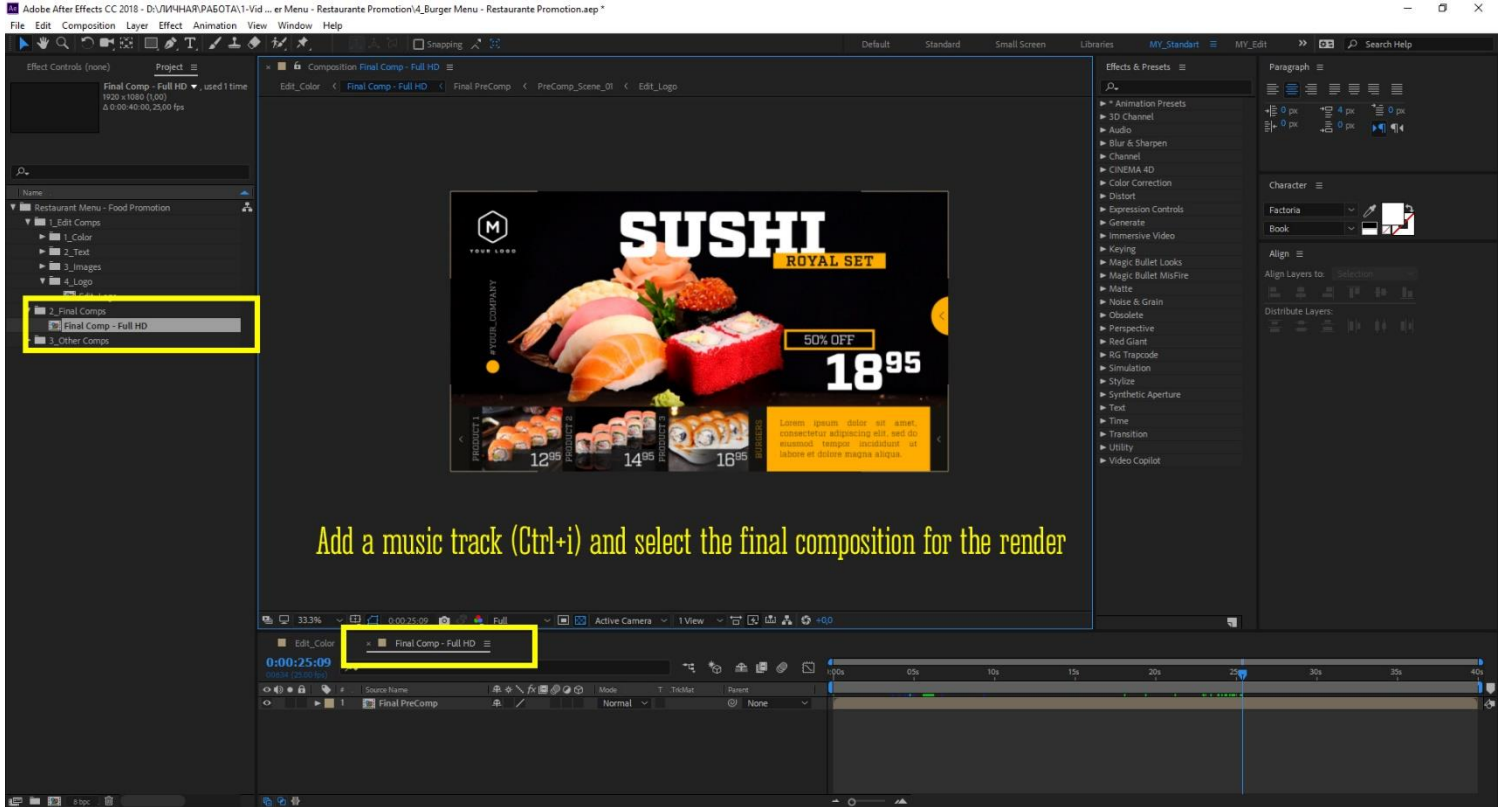 Adobe After Effects CC 2018 - D:\ЛИЧНАЯ\РАБОТА\1-Vid ... er Menu - Restaurante Promotion\4_Burger Menu - Restaurante Promotion.aep *
File Edit Composition Layer Effect Animation View Window Help
Snapping
Default Standard Small Screen Libraries MY_Standart MY_Edit Search Help
Effect Controls (none) Project
Final Comp - Full HD , used 1 time
1920 x 1080 (1,00)
Δ 0:00:40:00, 25,00 fps
Name
Restaurant Menu - Food Promotion
1_Edit Comps
1_Color
2_Text
3_Images
4_Logo
Edit_Logo
2_Final Comps
Final Comp - Full HD
3_Other Comps
8 bpc
Composition Final Comp - Full HD
Edit_Color Final Comp - Full HD Final PreComp PreComp_Scene_01 Edit_Logo
M
YOUR LOGO
SUSHI
ROYAL SET
#YOUR_COMPANY
50% OFF
18 95
PRODUCT 1
12 95
PRODUCT 2
14 95
PRODUCT 3
16 95
BURGERS
Lorem ipsum dolor sit amet,
consectetur adipiscing elit, sed do
eiusmod tempor incididunt ut
labore et dolore magna aliqua.
Add a music track (Ctrl+i) and select the final composition for the render
33.3% 0:00:25:09 Full Active Camera 1 View +0,0
Effects & Presets
* Animation Presets
3D Channel
Audio
Blur & Sharpen
Channel
CINEMA 4D
Color Correction
Distort
Expression Controls
Generate
Immersive Video
Keying
Magic Bullet Looks
Magic Bullet MisFire
Matte
Noise & Grain
Obsolete
Perspective
Red Giant
RG Trapcode
Simulation
Stylize
Synthetic Aperture
Text
Time
Transition
Utility
Video Copilot
Paragraph
0 px 4 px 0 px
0 px 0 px
Character
Factoria
Book
Align
Align Layers to: Selection
Distribute Layers:
Edit_Color Final Comp - Full HD
0:00:25:09
00634 (25.00 fps)
# Source Name Mode T TrkMat Parent
1 Final PreComp Normal None
05s 10s 15s 20s 25s 30s 35s 40s